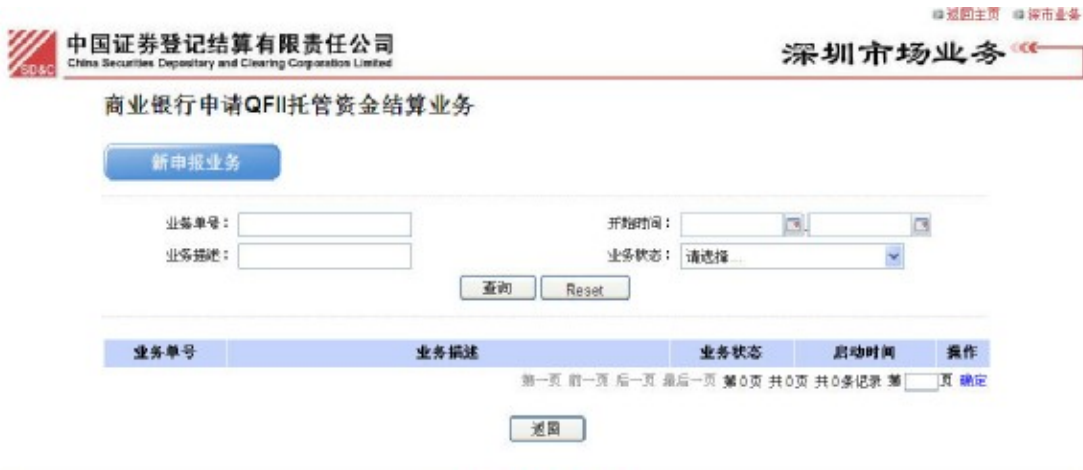 返回主页 深市业务
中国证券登记结算有限责任公司
China Securities Depositary and Clearing Corporation Limited
SD&C
深圳市场业务
商业银行申请QFII托管资金结算业务
新申报业务
业务单号： 开始时间： -
业务描述： 业务状态： 请选择...
查询 Reset
业务单号 业务描述 业务状态 启动时间 操作
第一页 前一页 后一页 最后一页 第0页 共0页 共0条记录 第 页 确定
返回